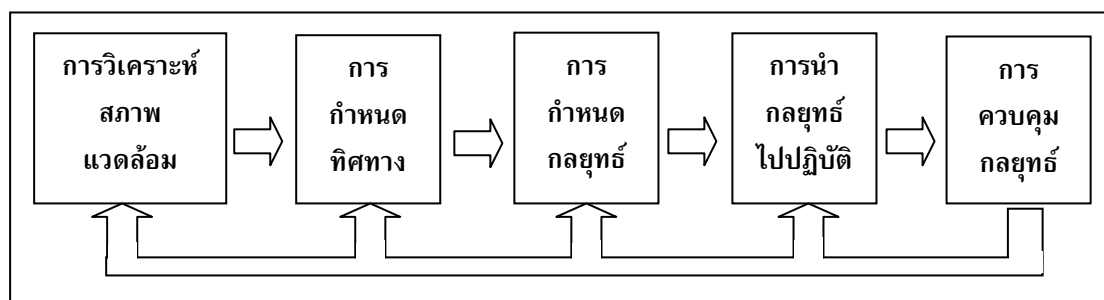 การวิเคราะห์
สภาพ
แวดล้อม
การ
กำหนด
ทิศทาง
การ
กำหนด
กลยุทธ์
การนำ
กลยุทธ์
ไปปฏิบัติ
การ
ควบคุม
กลยุทธ์